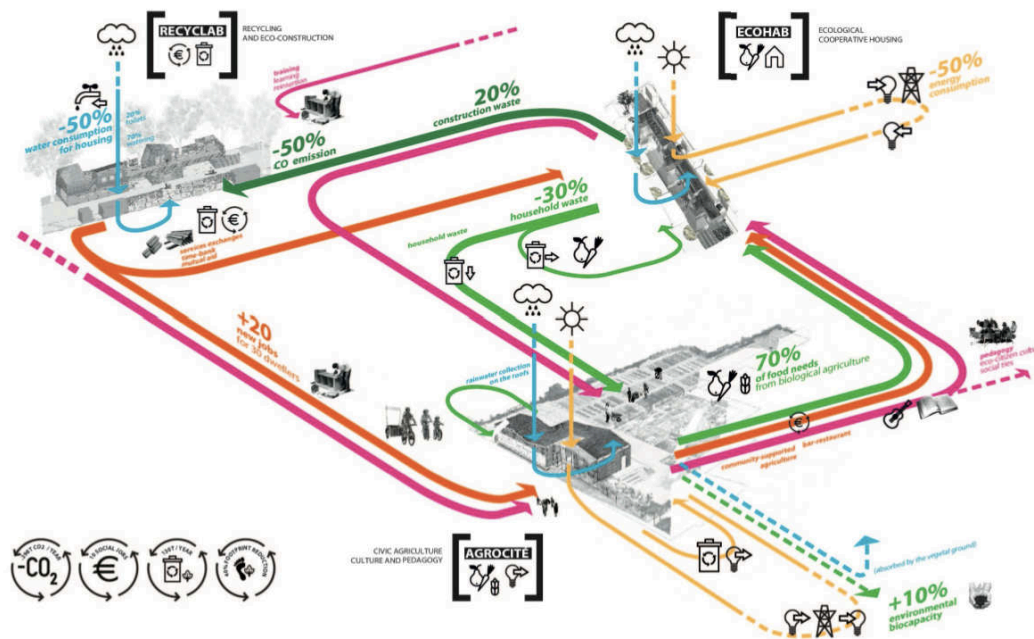 RECYCLAB
RECYCLING
AND ECO-CONSTRUCTION
ECOHAB
ECOLOGICAL
COOPERATIVE HOUSING
training
learning
-50%
energy
consumption
20%
construction waste
-50%
water consumption
for housing
20%
toilets
70%
watering
-50%
CO emission
-30%
household waste
household waste
services exchanges
time-bank
mutual aid
+20
new jobs
for 30 dwellers
rainwater collection
on the roofs
70%
of food needs
from biological agriculture
pedagogy
eco-citizen cultu
social ties
bar-restaurant
community-supported
agriculture
CIVIC AGRICULTURE
CULTURE AND PEDAGOGY
AGROCITÉ
(absorbed by the vegetal ground)
+10%
environmental
biocapacity
-CO2
€